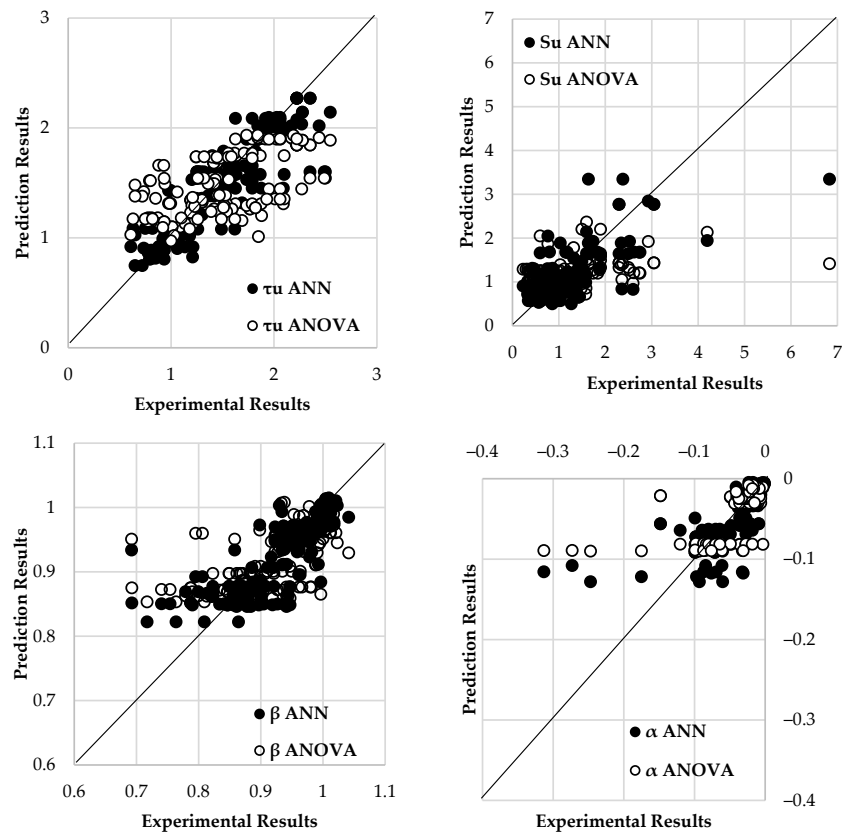 3
2
1
0
0
1
2
3
Prediction Results
Experimental Results
τu ANN
τu ANOVA
7
6
5
4
3
2
1
0
0
1
2
3
4
5
6
7
Prediction Results
Experimental Results
Su ANN
Su ANOVA
1.1
1.0
0.9
0.8
0.7
0.6
0.6
0.7
0.8
0.9
1.0
1.1
Prediction Results
Experimental Results
β ANN
β ANOVA
−0.4
−0.3
−0.2
−0.1
0
0
−0.1
−0.2
−0.3
−0.4
Prediction Results
Experimental Results
α ANN
α ANOVA